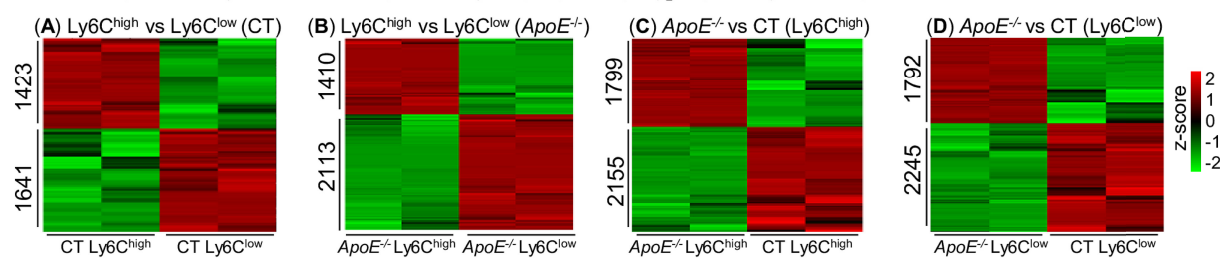 (A) Ly6Chigh vs Ly6Clow (CT)
1423
1641
CT Ly6Chigh CT Ly6Clow
(B) Ly6Chigh vs Ly6Clow (ApoE-/-)
1410
2113
ApoE-/- Ly6Chigh ApoE-/- Ly6Clow
(C) ApoE-/- vs CT (Ly6Chigh)
1799
2155
ApoE-/- Ly6Chigh CT Ly6Chigh
(D) ApoE-/- vs CT (Ly6Clow)
1792
2245
ApoE-/- Ly6Clow CT Ly6Clow
z-score
2
1
0
-1
-2